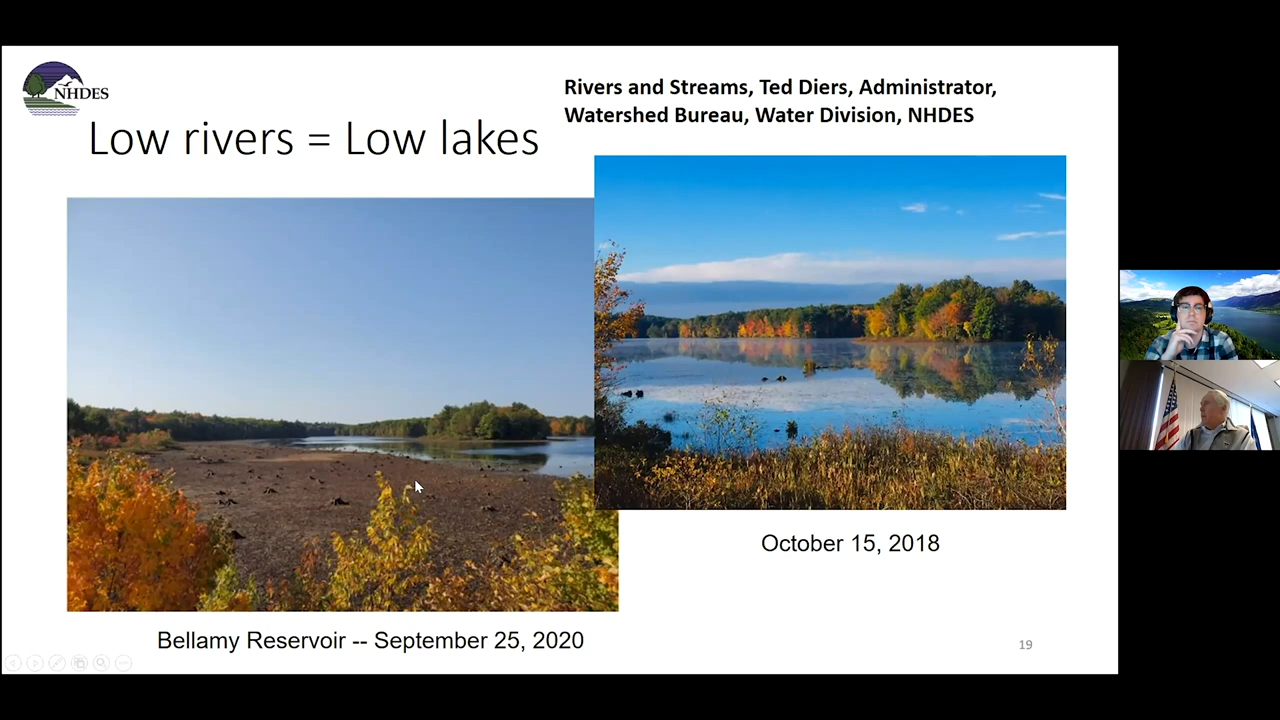 NHDES
Rivers and Streams, Ted Diers, Administrator,
Watershed Bureau, Water Division, NHDES
Low rivers = Low lakes
October 15, 2018
Bellamy Reservoir -- September 25, 2020
19